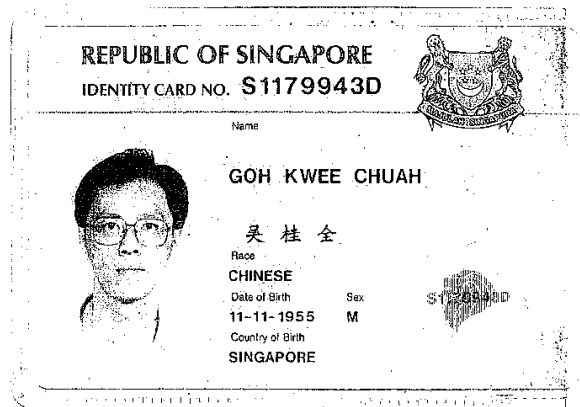 REPUBLIC OF SINGAPORE
IDENTITY CARD NO. S1179943D
Name
GOH KWEE CHUAH
吴桂全
Race
CHINESE
Date of Birth Sex
11-11-1955 M
Country of Birth
SINGAPORE